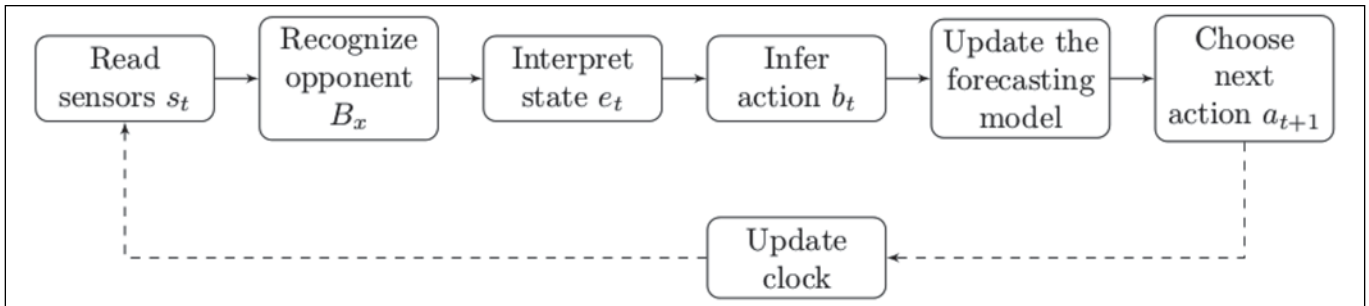 Read
sensors s_t
Recognize
opponent
B_x
Interpret
state e_t
Infer
action b_t
Update the
forecasting
model
Choose
next
action a_{t+1}
Update
clock